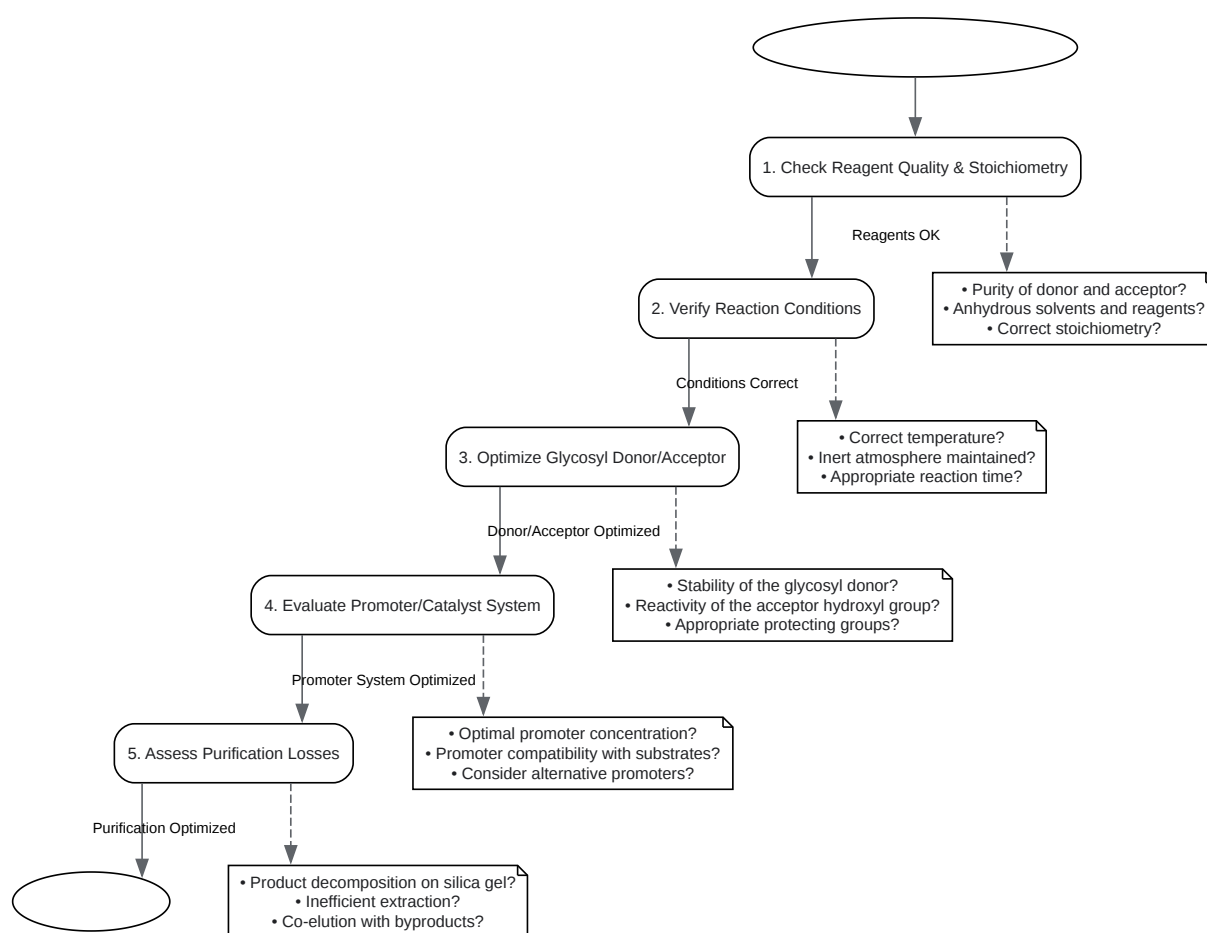 1. Check Reagent Quality & Stoichiometry
Reagents OK
• Purity of donor and acceptor?
• Anhydrous solvents and reagents?
• Correct stoichiometry?
2. Verify Reaction Conditions
Conditions Correct
• Correct temperature?
• Inert atmosphere maintained?
• Appropriate reaction time?
3. Optimize Glycosyl Donor/Acceptor
Donor/Acceptor Optimized
• Stability of the glycosyl donor?
• Reactivity of the acceptor hydroxyl group?
• Appropriate protecting groups?
4. Evaluate Promoter/Catalyst System
Promoter System Optimized
• Optimal promoter concentration?
• Promoter compatibility with substrates?
• Consider alternative promoters?
5. Assess Purification Losses
Purification Optimized
• Product decomposition on silica gel?
• Inefficient extraction?
• Co-elution with byproducts?